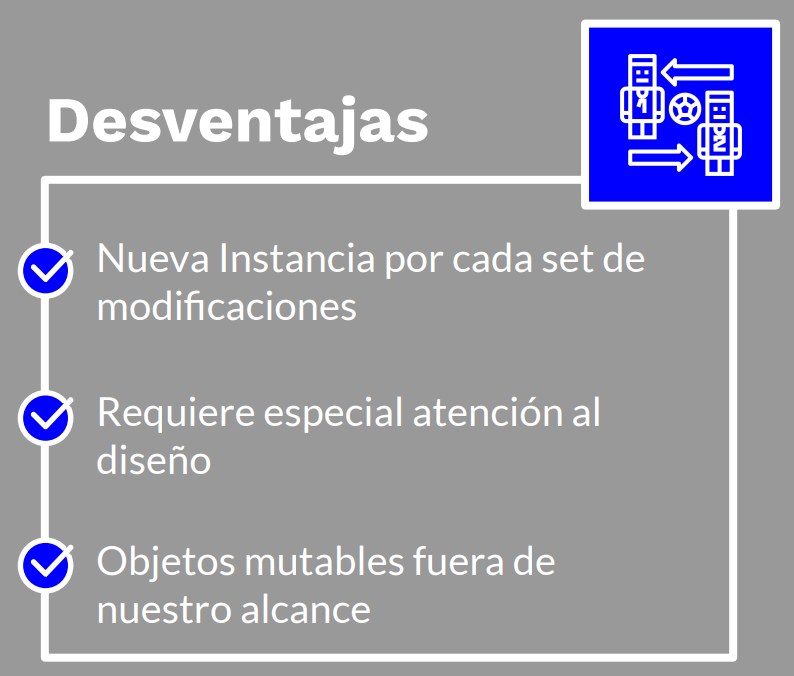 Desventajas
Nueva Instancia por cada set de
modificaciones
Requiere especial atención al
diseño
Objetos mutables fuera de
nuestro alcance